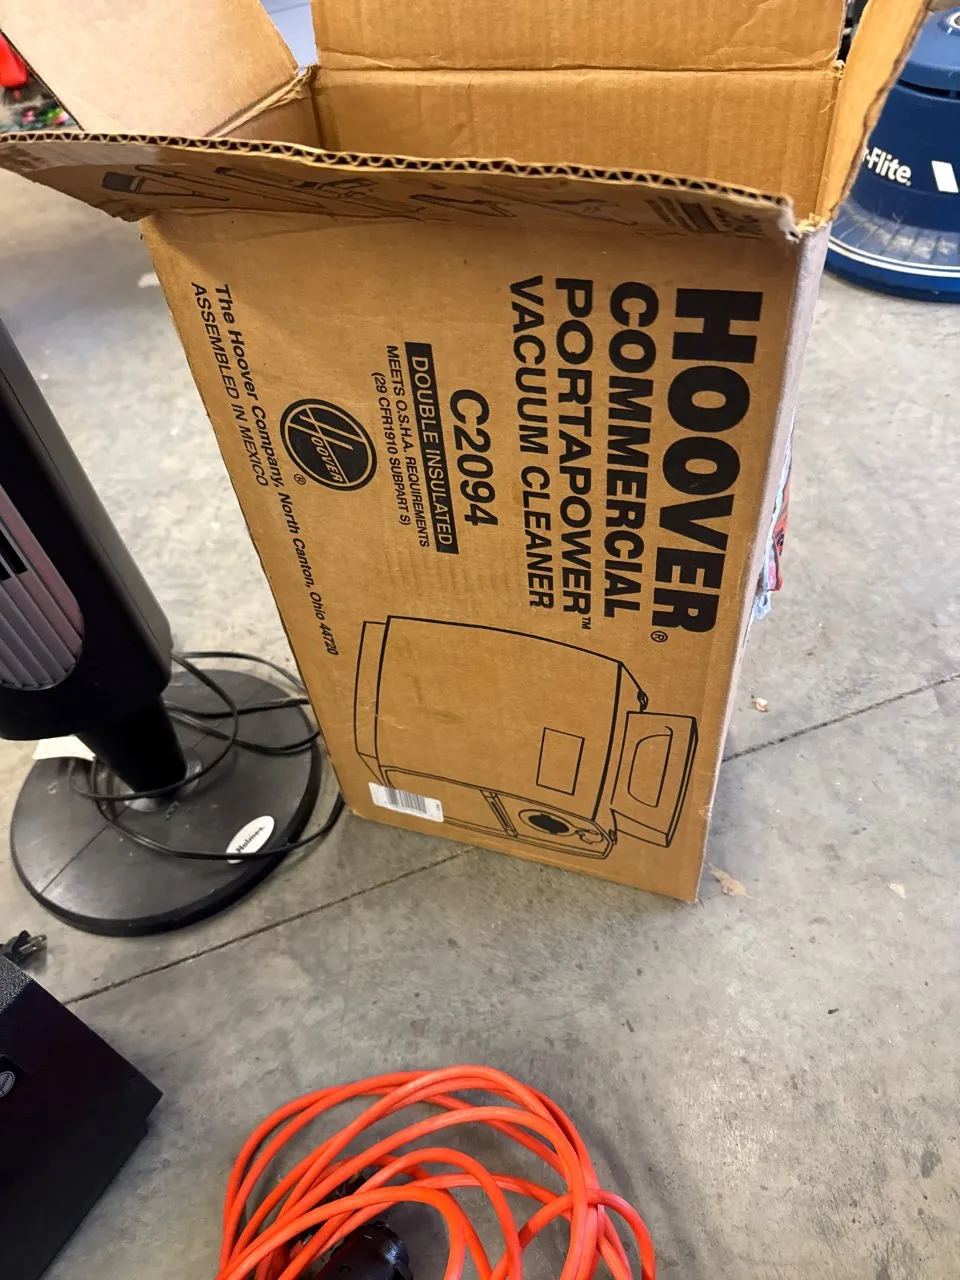 HOOVER®
COMMERCIAL
PORTAPOWER™
VACUUM CLEANER
C2094
DOUBLE INSULATED
MEETS O.S.H.A. REQUIREMENTS
(29 CFR1910 SUBPART S)
HOOVER ®
The Hoover Company, North Canton, Ohio 44720
ASSEMBLED IN MEXICO
-Flite.
Holmes